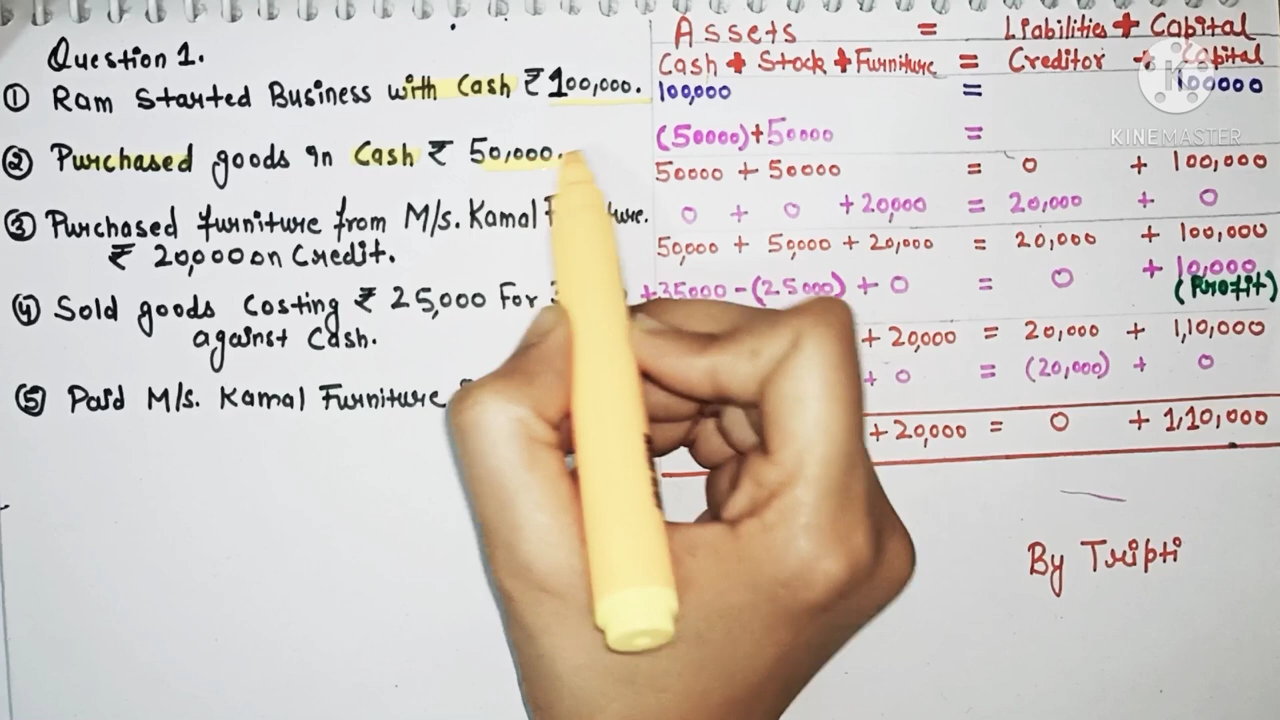 Question 1.
① Ram Started Business with Cash ₹ 100,000.
② Purchased goods in Cash ₹ 50,000.
③ Purchased furniture from M/s. Kamal
₹ 20,000 on Credit.
④ Sold goods Costing ₹ 25,000 For
against Cash.
⑤ Paid M/s. Kamal Furniture
Assets = Liabilities + Capital
Cash + Stock + Furniture = Creditor + Capital
100,000 = 100000
(50000)+50000 =
50000 + 50000 = 0 + 100,000
0 + 0 + 20,000 = 20,000 + 0
50,000 + 50,000 + 20,000 = 20,000 + 100,000
+35000 -(25000) + 0 = 0 + 10,000
(Profit)
+ 20,000 = 20,000 + 1,10,000
+ 0 = (20,000) + 0
+20,000 = 0 + 1,10,000
By Tripti
K
KINEMASTER